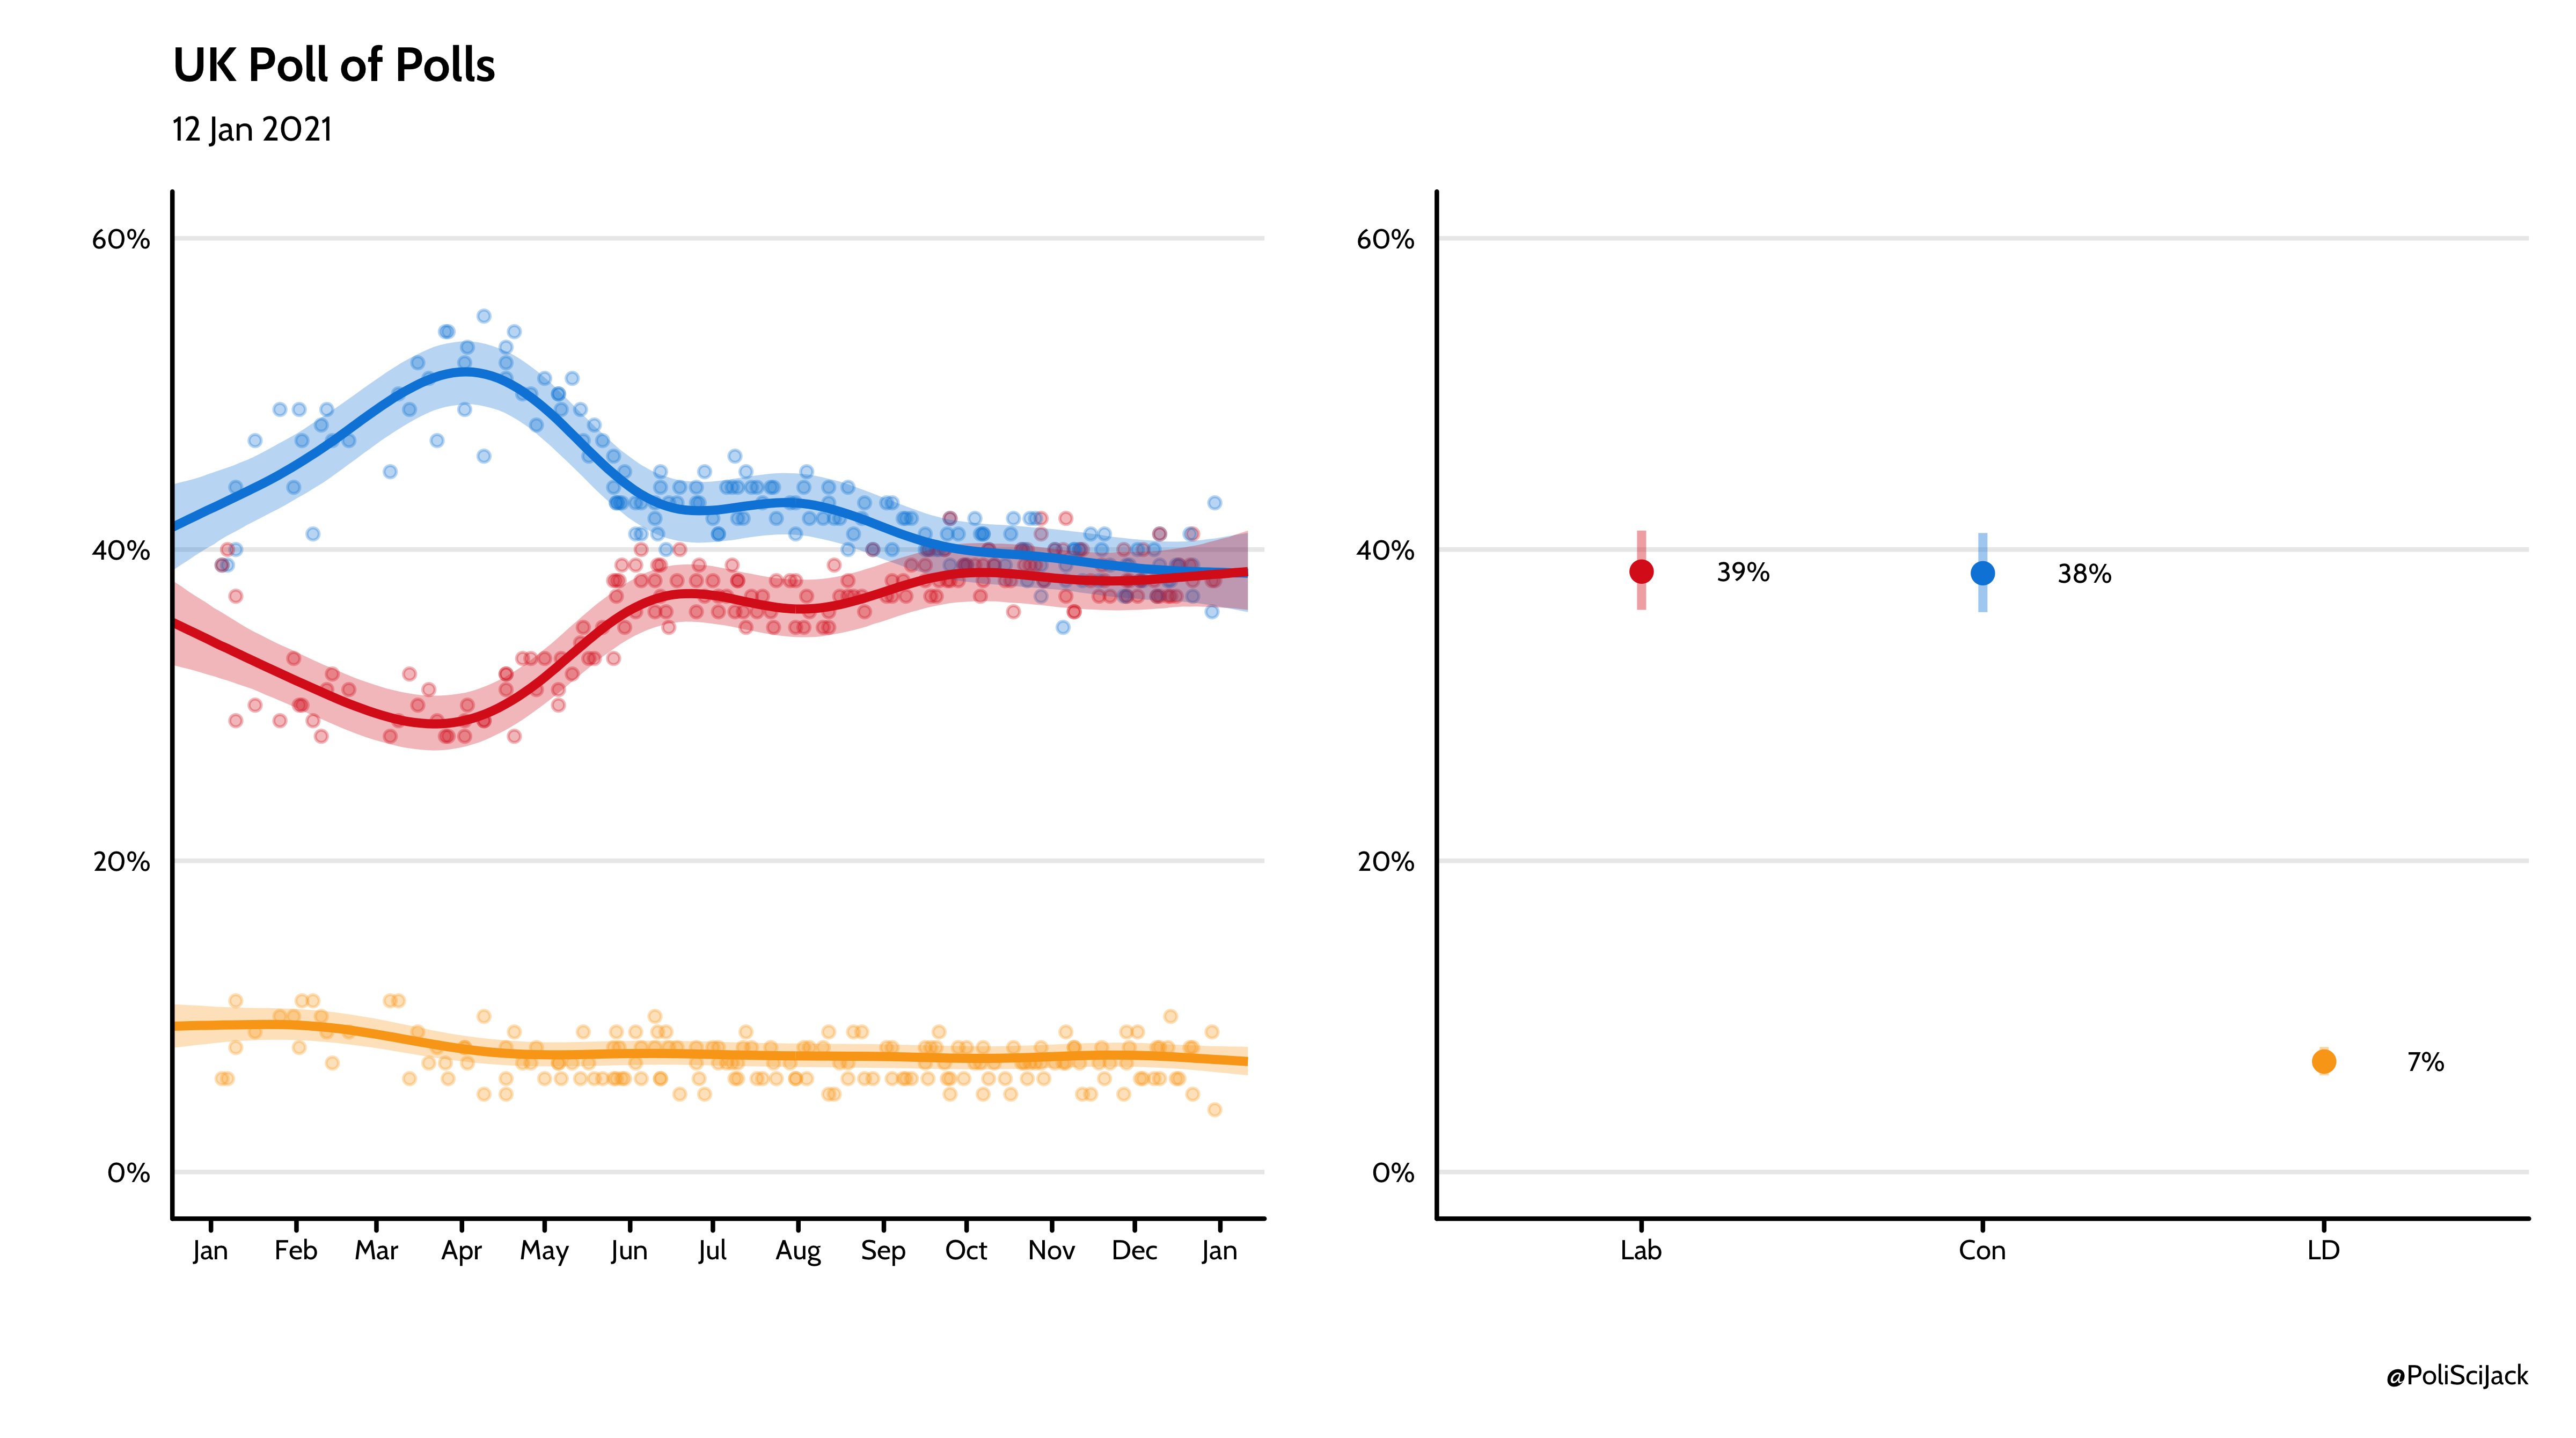 UK Poll of Polls
12 Jan 2021
60%
40%
20%
0%
Jan Feb Mar Apr May Jun Jul Aug Sep Oct Nov Dec Jan
60%
40%
20%
0%
39%
38%
7%
Lab Con LD
@PoliSciJack